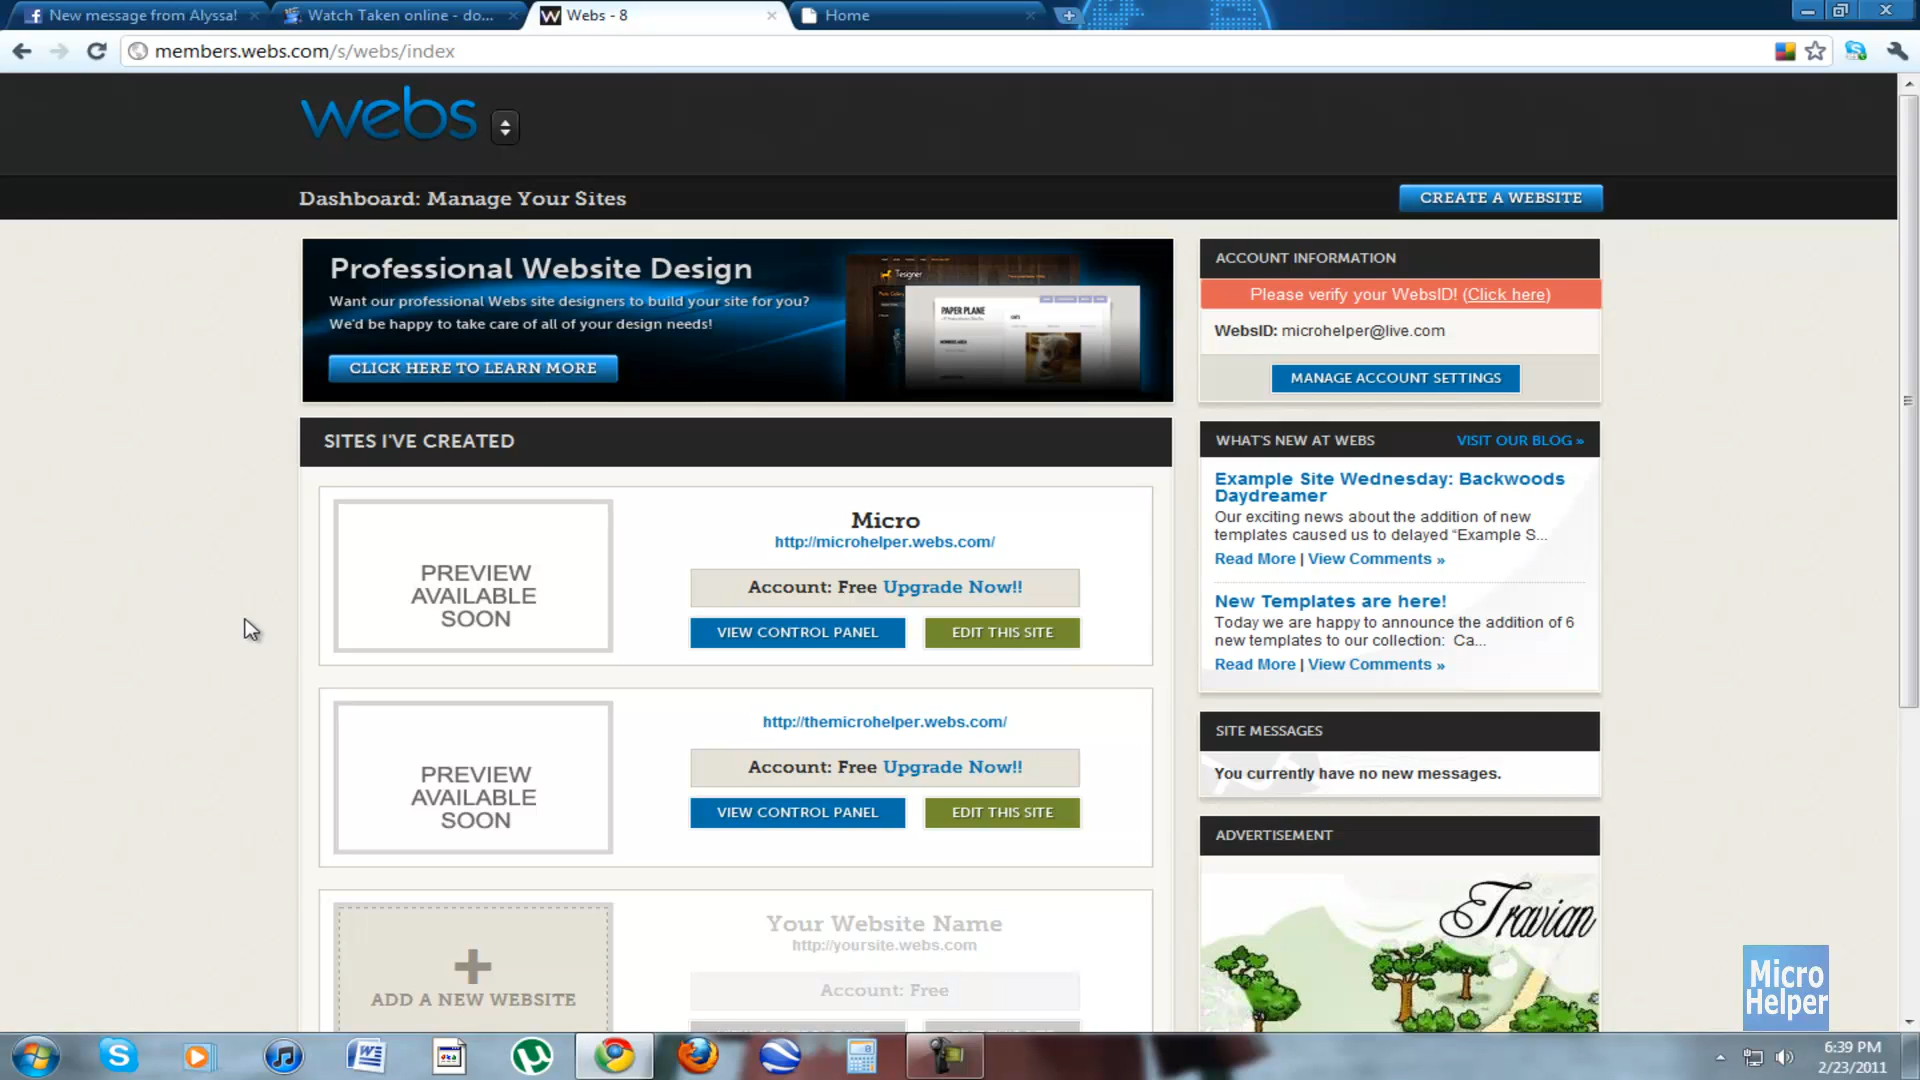 New message from Alyssa!
Watch Taken online - do...
Webs - 8
Home
members.webs.com/s/webs/index
webs
Dashboard: Manage Your Sites
CREATE A WEBSITE
Professional Website Design
Want our professional Webs site designers to build your site for you?
We'd be happy to take care of all of your design needs!
CLICK HERE TO LEARN MORE
Tesigner
PAPER PLANE
SITES I'VE CREATED
PREVIEW
AVAILABLE
SOON
Micro
http://microhelper.webs.com/
Account: Free Upgrade Now!!
VIEW CONTROL PANEL
EDIT THIS SITE
PREVIEW
AVAILABLE
SOON
http://themicrohelper.webs.com/
Account: Free Upgrade Now!!
VIEW CONTROL PANEL
EDIT THIS SITE
ADD A NEW WEBSITE
Your Website Name
http://yoursite.webs.com
Account: Free
ACCOUNT INFORMATION
Please verify your WebsID! (Click here)
WebsID: microhelper@live.com
MANAGE ACCOUNT SETTINGS
WHAT'S NEW AT WEBS
VISIT OUR BLOG »
Example Site Wednesday: Backwoods
Daydreamer
Our exciting news about the addition of new
templates caused us to delayed “Example S...
Read More | View Comments »
New Templates are here!
Today we are happy to announce the addition of 6
new templates to our collection: Ca...
Read More | View Comments »
SITE MESSAGES
You currently have no new messages.
ADVERTISEMENT
Travian
Micro
Helper
6:39 PM
2/23/2011